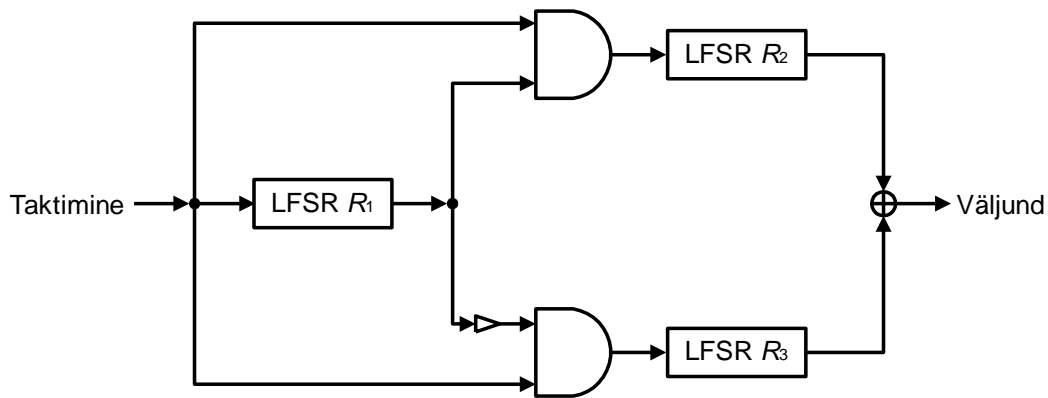 LFSR R2
Taktimine
LFSR R1
Väljund
LFSR R3